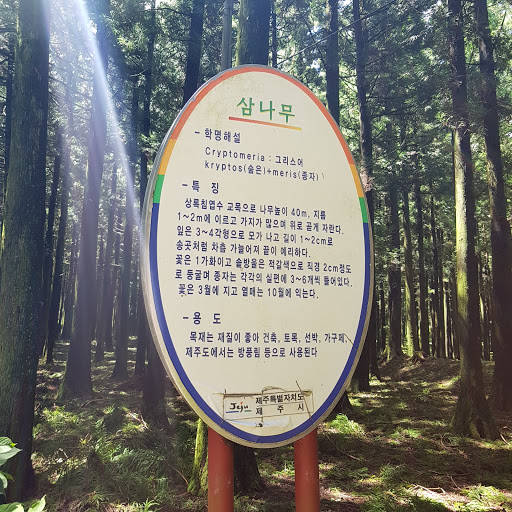 삼나무
- 학명해설
Cryptomeria : 그리스어
kryptos(숨은)+meris(종자)
- 특 징
상록침엽수 교목으로 나무높이 40m, 지름
1~2m에 이르고 가지가 많으며 위로 곧게 자란다.
잎은 3~4각형으로 모가 나고 길이 1~2cm로
송곳처럼 차츰 가늘어져 끝이 예리하다.
꽃은 1가화이고 솔방울은 적갈색으로 직경 2cm정도
로 둥글며 종자는 각각의 실편에 3~6개씩 들어있다.
꽃은 3월에 지고 열매는 10월에 익는다.
- 용 도
목재는 재질이 좋아 건축, 토목, 선박, 가구재,
제주도에서는 방풍림 등으로 사용된다
Jeju 제주특별자치도
제주시